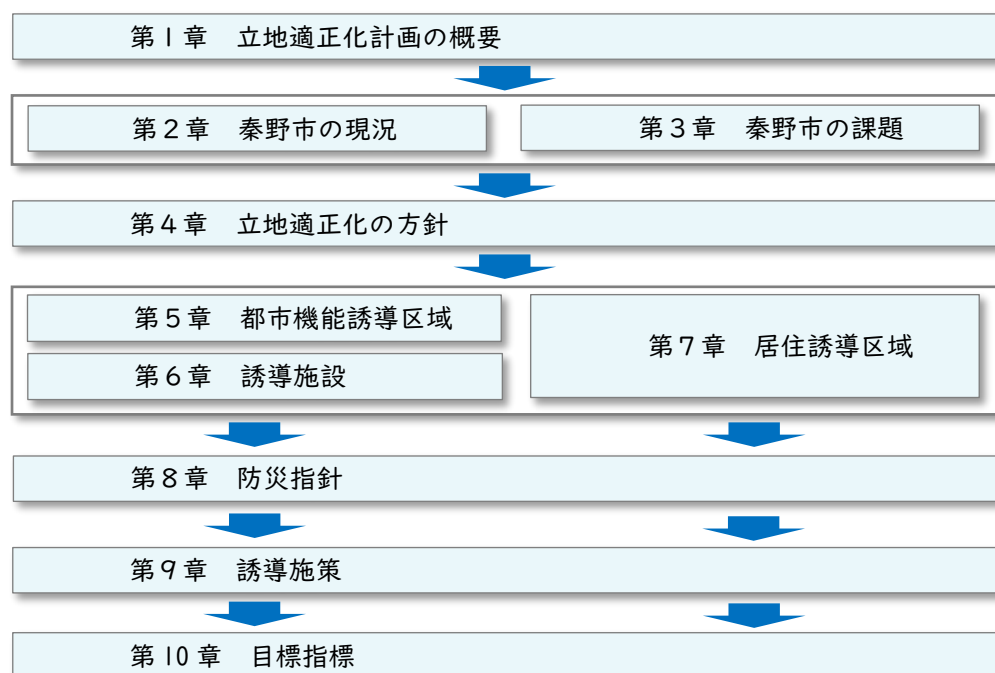 第1章　立地適正化計画の概要
第2章　秦野市の現況
第3章　秦野市の課題
第4章　立地適正化の方針
第5章　都市機能誘導区域
第6章　誘導施設
第7章　居住誘導区域
第8章　防災指針
第9章　誘導施策
第10章　目標指標